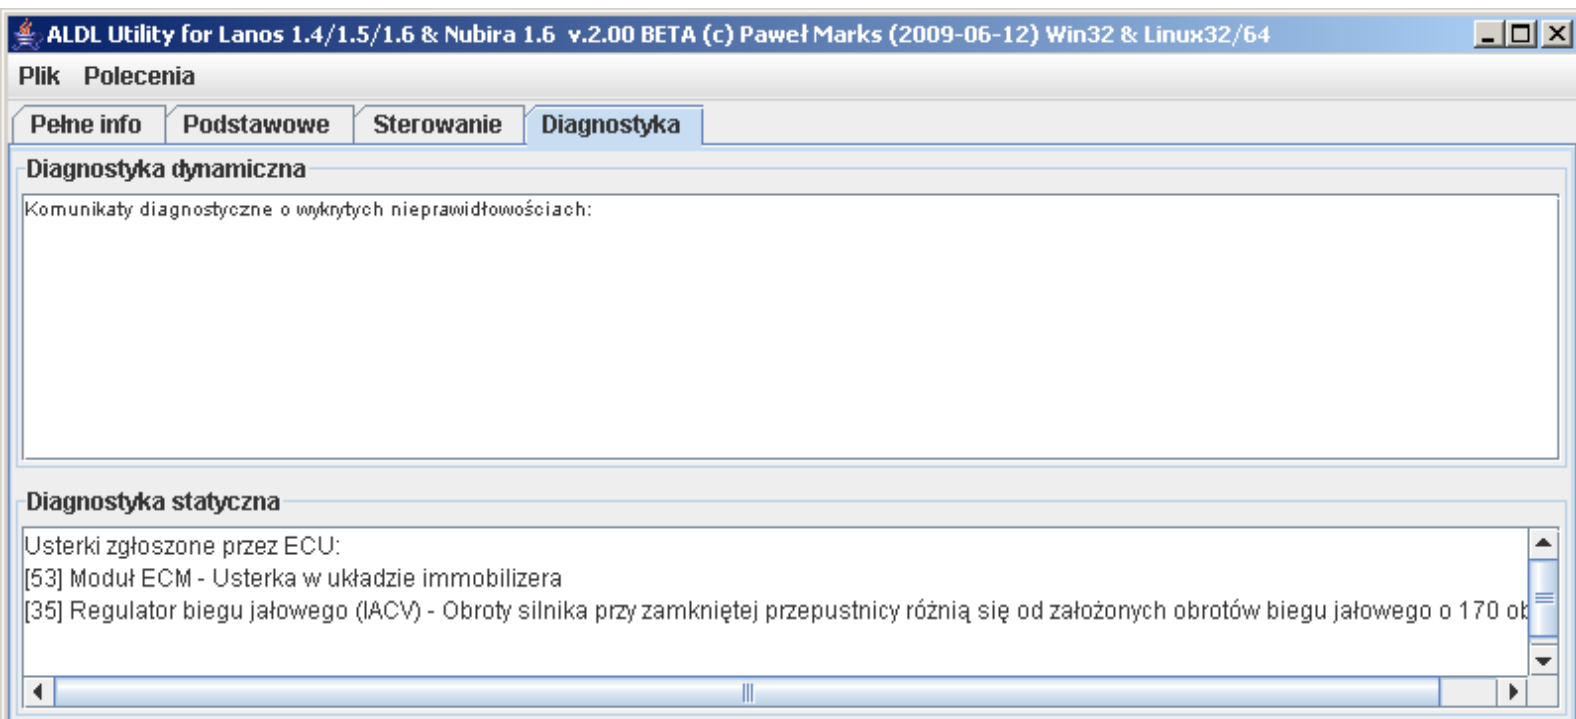 ALDL Utility for Lanos 1.4/1.5/1.6 & Nubira 1.6 v.2.00 BETA (c) Paweł Marks (2009-06-12) Win32 & Linux32/64
Plik Polecenia
Pełne info Podstawowe Sterowanie Diagnostyka
Diagnostyka dynamiczna
Komunikaty diagnostyczne o wykrytych nieprawidłowościach:
Diagnostyka statyczna
Usterki zgłoszone przez ECU:
[53] Moduł ECM - Usterka w układzie immobilizera
[35] Regulator biegu jałowego (IACV) - Obroty silnika przy zamkniętej przepustnicy różnią się od założonych obrotów biegu jałowego o 170